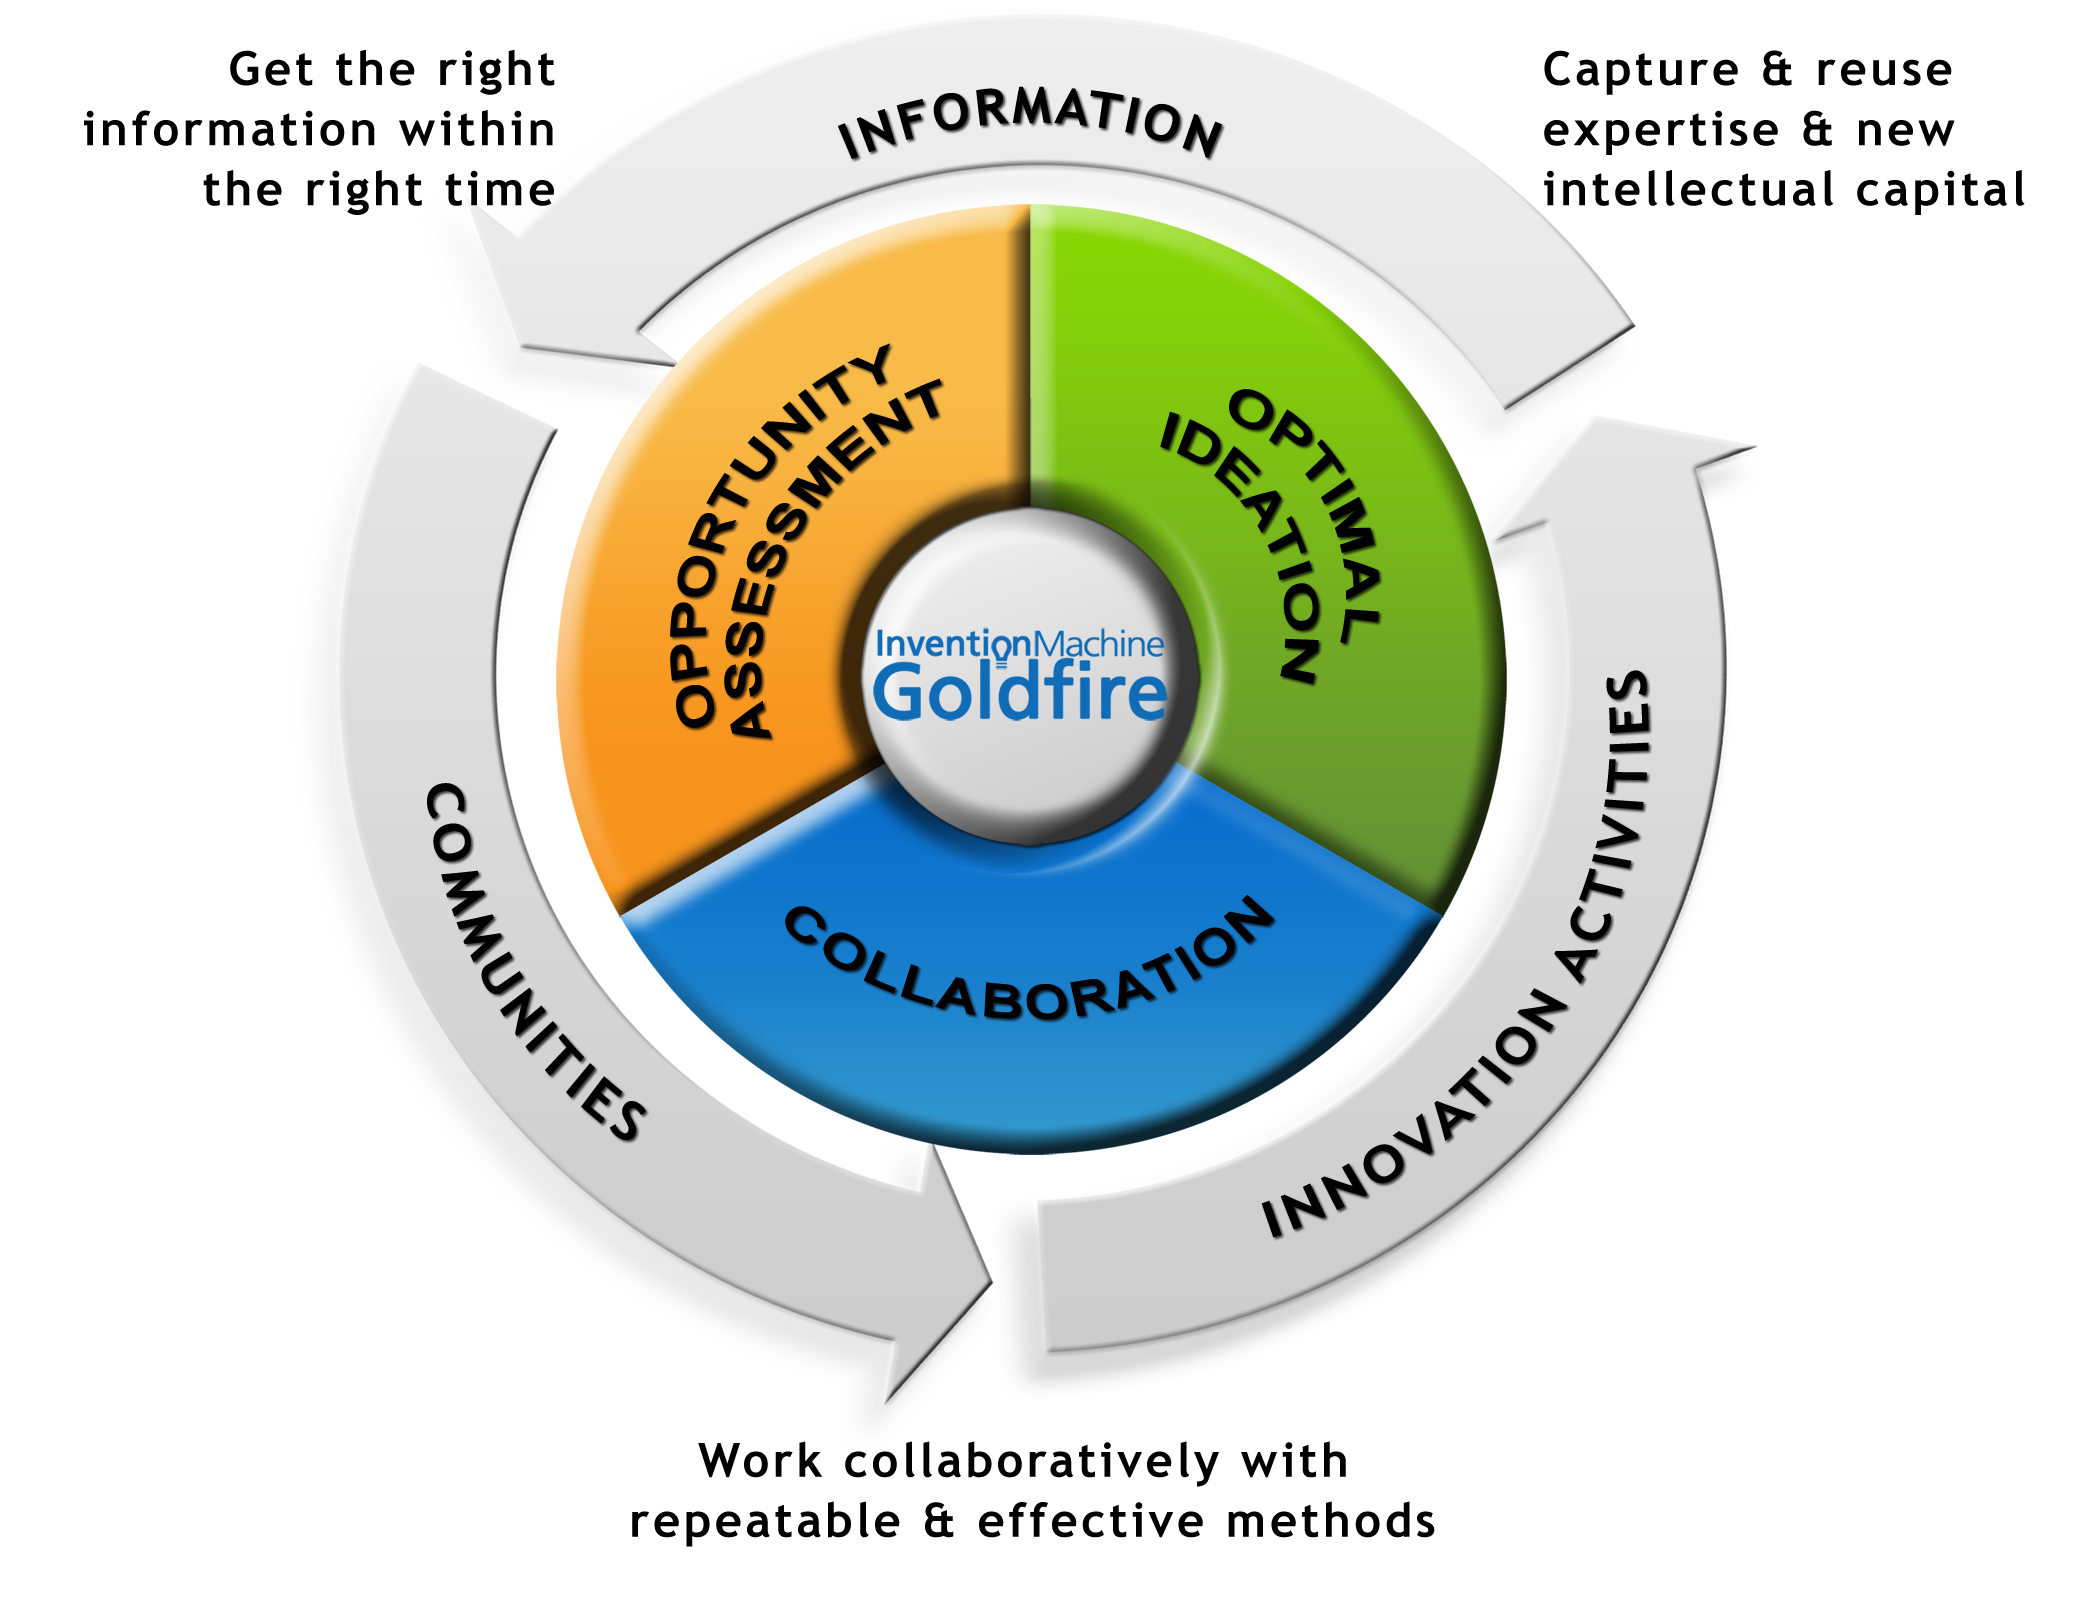 Get the right
information within
the right time
Capture & reuse
expertise & new
intellectual capital
INFORMATION
OPPORTUNITY
ASSESSMENT
OPTIMAL
IDEATION
InventionMachine
Goldfire
COLLABORATION
COMMUNITIES
INNOVATION ACTIVITIES
Work collaboratively with
repeatable & effective methods